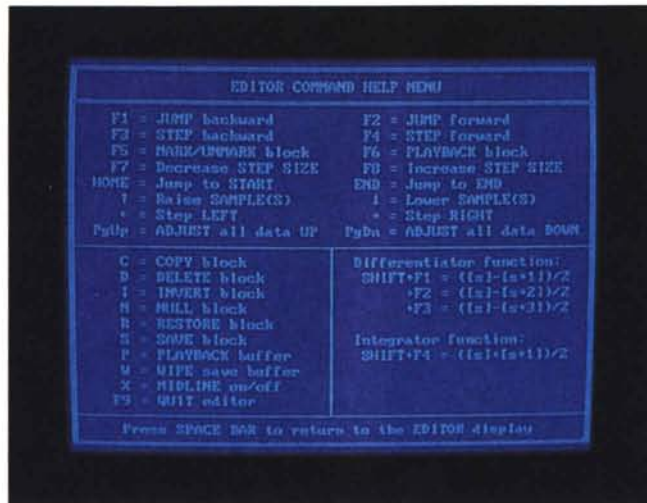 EDITOR COMMAND HELP MENU
F1 = JUMP backward
F2 = JUMP forward
F3 = STEP backward
F4 = STEP forward
F5 = MARK/UNMARK block
F6 = PLAYBACK block
F7 = Decrease STEP SIZE
F8 = Increase STEP SIZE
HOME = Jump to START
END = Jump to END
↑ = Raise SAMPLE(S)
↓ = Lower SAMPLE(S)
= Step LEFT
= Step RIGHT
PgUp = ADJUST all data UP
PgDn = ADJUST all data DOWN
C = COPY block
D = DELETE block
I = INVERT block
N = NULL block
R = RESTORE block
S = SAVE block
P = PLAYBACK buffer
W = WIPE save buffer
X = MIDLINE on/off
F9 = QUIT editor
Differentiator function:
SHIFT+F1 = ([s]-[s+1])/2
+F2 = ([s]-[s+2])/2
+F3 = ([s]-[s+3])/2
Integrator function:
SHIFT+F4 = ([s]+[s+1])/2
Press SPACE BAR to return to the EDITOR display